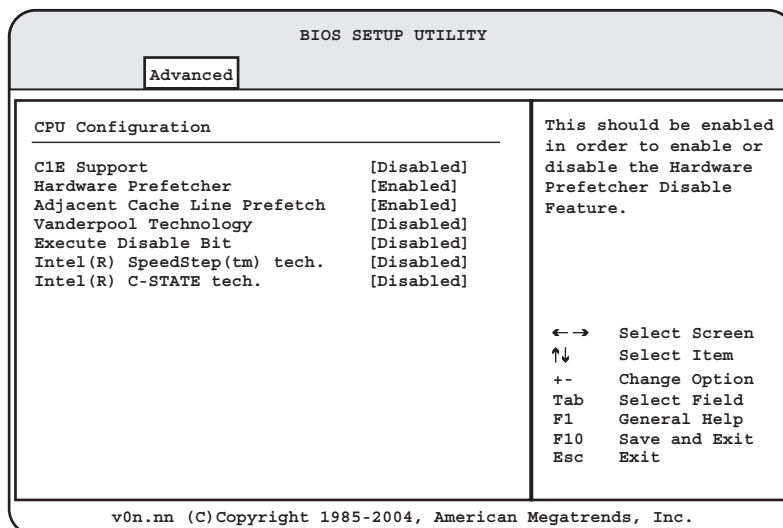 BIOS SETUP UTILITY
Advanced
CPU Configuration
C1E Support [Disabled]
Hardware Prefetcher [Enabled]
Adjacent Cache Line Prefetch [Enabled]
Vanderpool Technology [Disabled]
Execute Disable Bit [Disabled]
Intel(R) SpeedStep(tm) tech. [Disabled]
Intel(R) C-STATE tech. [Disabled]
This should be enabled
in order to enable or
disable the Hardware
Prefetcher Disable
Feature.
←→ Select Screen
↑↓ Select Item
+- Change Option
Tab Select Field
F1 General Help
F10 Save and Exit
Esc Exit
v0n.nn (C)Copyright 1985-2004, American Megatrends, Inc.